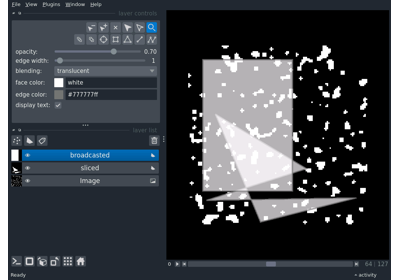 File View Plugins Window Help
layer controls
opacity: 0.70
edge width: 1
blending: translucent
face color: white
edge color: #777777ff
display text:
layer list
broadcasted
sliced
Image
64 127
Ready
activity